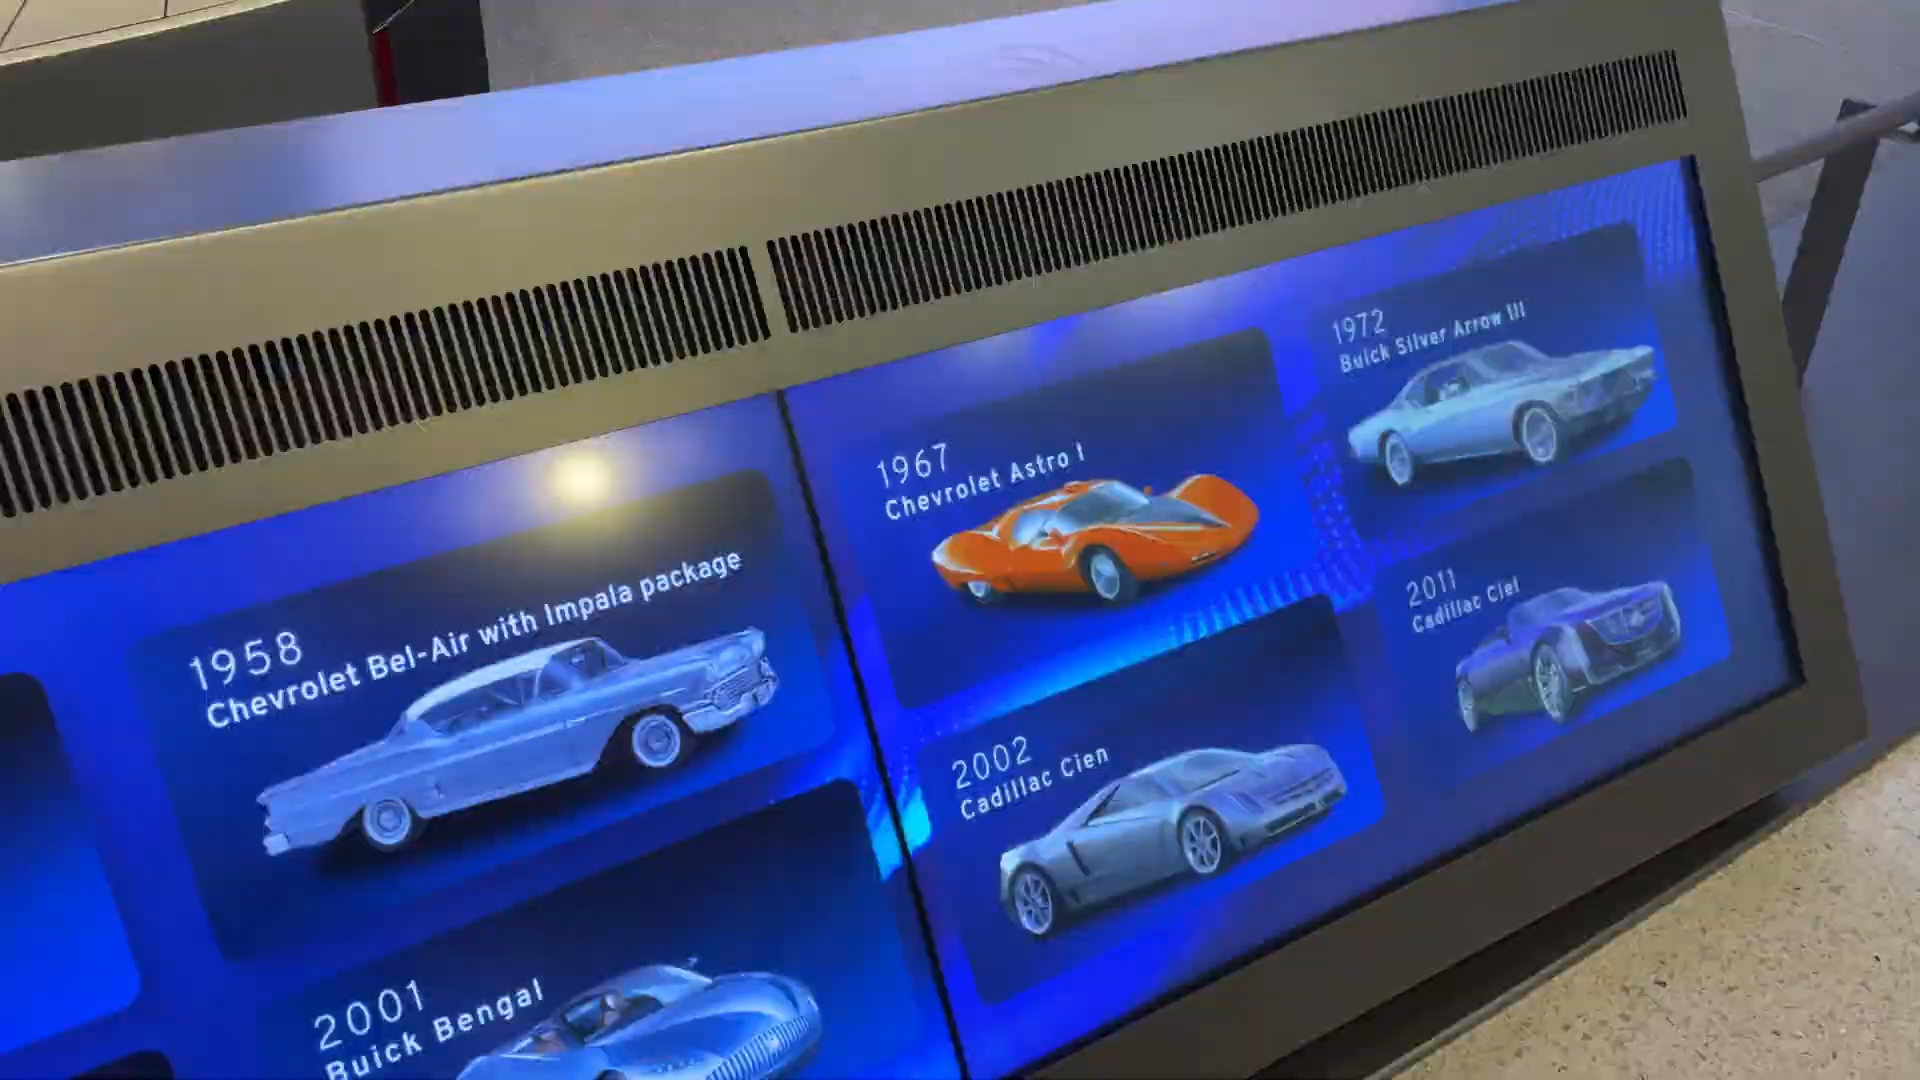 1958
Chevrolet Bel-Air with Impala package
2001
Buick Bengal
1967
Chevrolet Astro I
1972
Buick Silver Arrow III
2002
Cadillac Cien
2011
Cadillac Ciel